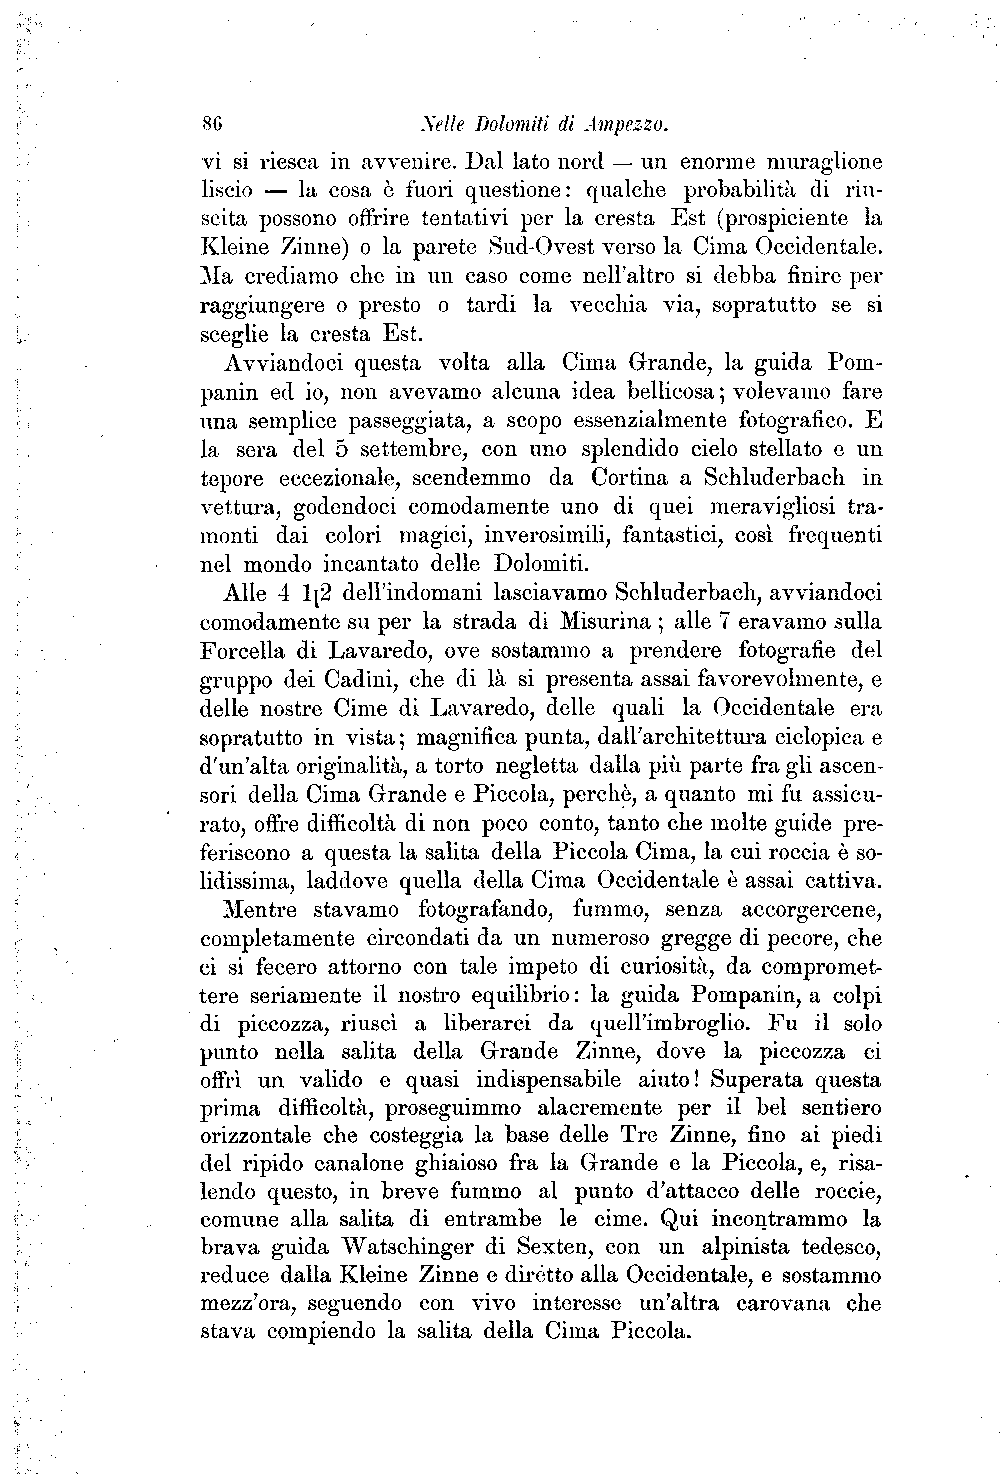 86 Nelle Dolomiti di Ampezzo.
vi si riesca in avvenire. Dal lato nord — un enorme muraglione
liscio — la cosa è fuori questione: qualche probabilità di riu-
scita possono offrire tentativi per la cresta Est (prospiciente la
Kleine Zinne) o la parete Sud-Ovest verso la Cima Occidentale.
Ma crediamo che in un caso come nell'altro si debba finire per
raggiungere o presto o tardi la vecchia via, sopratutto se si
sceglie la cresta Est.
Avviandoci questa volta alla Cima Grande, la guida Pom-
panin ed io, non avevamo alcuna idea bellicosa; volevamo fare
una semplice passeggiata, a scopo essenzialmente fotografico. E
la sera del 5 settembre, con uno splendido cielo stellato e un
tepore eccezionale, scendemmo da Cortina a Schluderbach in
vettura, godendoci comodamente uno di quei meravigliosi tra-
monti dai colori magici, inverosimili, fantastici, così frequenti
nel mondo incantato delle Dolomiti.
Alle 4 1|2 dell'indomani lasciavamo Schluderbach, avviandoci
comodamente su per la strada di Misurina; alle 7 eravamo sulla
Forcella di Lavaredo, ove sostammo a prendere fotografie del
gruppo dei Cadini, che di là si presenta assai favorevolmente, e
delle nostre Cime di Lavaredo, delle quali la Occidentale era
sopratutto in vista; magnifica punta, dall'architettura ciclopica e
d'un'alta originalità, a torto negletta dalla più parte fra gli ascen-
sori della Cima Grande e Piccola, perchè, a quanto mi fu assicu-
rato, offre difficoltà di non poco conto, tanto che molte guide pre-
feriscono a questa la salita della Piccola Cima, la cui roccia è so-
lidissima, laddove quella della Cima Occidentale è assai cattiva.
Mentre stavamo fotografando, fummo, senza accorgercene,
completamente circondati da un numeroso gregge di pecore, che
ci si fecero attorno con tale impeto di curiosità, da compromet-
tere seriamente il nostro equilibrio: la guida Pompanin, a colpi
di piccozza, riuscì a liberarci da quell'imbroglio. Fu il solo
punto nella salita della Grande Zinne, dove la piccozza ci
offrì un valido e quasi indispensabile aiuto! Superata questa
prima difficoltà, proseguimmo alacremente per il bel sentiero
orizzontale che costeggia la base delle Tre Zinne, fino ai piedi
del ripido canalone ghiaioso fra la Grande e la Piccola, e, risa-
lendo questo, in breve fummo al punto d'attacco delle roccie,
comune alla salita di entrambe le cime. Qui incontrammo la
brava guida Watschinger di Sexten, con un alpinista tedesco,
reduce dalla Kleine Zinne e diretto alla Occidentale, e sostammo
mezz'ora, seguendo con vivo interesse un'altra carovana che
stava compiendo la salita della Cima Piccola.